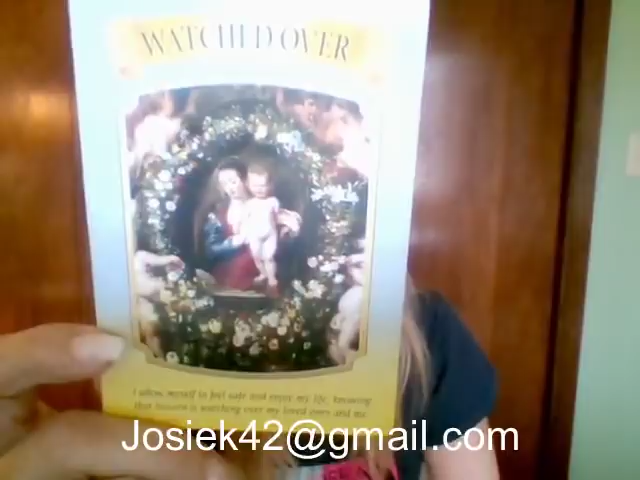 WATCHED OVER
I allow myself to feel safe and enjoy my life, knowing
that heaven is watching over my loved ones and me.
Josiek42@gmail.com